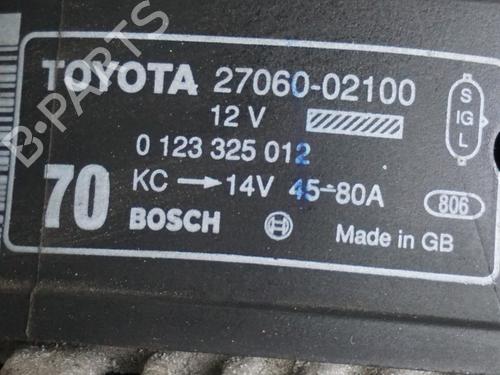 TOYOTA 27060-02100
12 V
S
IG
L
0 123 325 012
70
KC → 14V 45-80A
806
BOSCH
Made in GB
B-PARTS